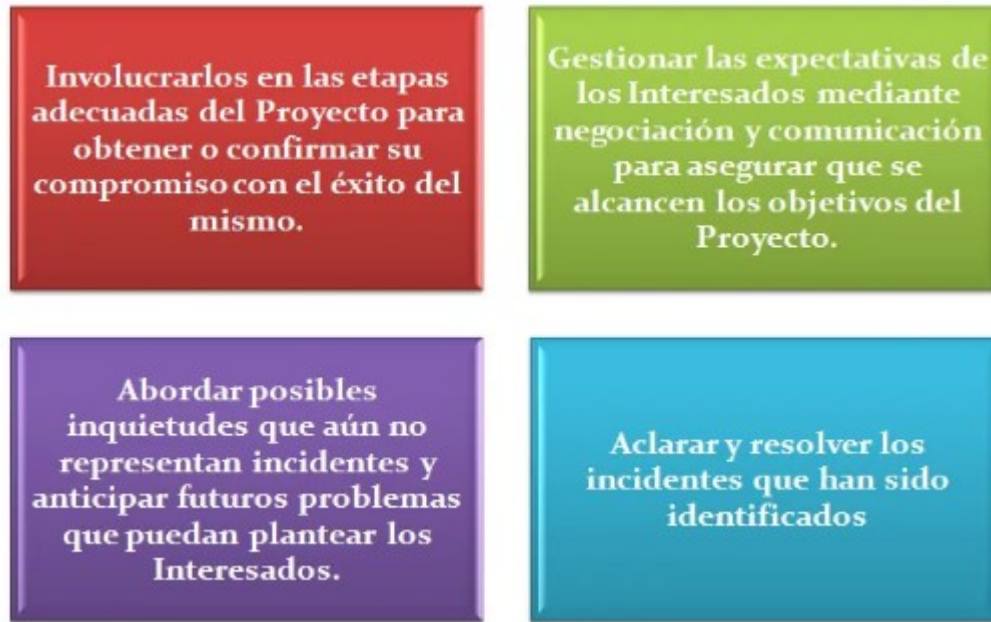 Involucrarlos en las etapas
adecuadas del Proyecto para
obtener o confirmar su
compromiso con el éxito del
mismo.
Gestionar las expectativas de
los Interesados mediante
negociación y comunicación
para asegurar que se
alcancen los objetivos del
Proyecto.
Abordar posibles
inquietudes que aún no
representan incidentes y
anticipar futuros problemas
que puedan plantear los
Interesados.
Aclarar y resolver los
incidentes que han sido
identificados